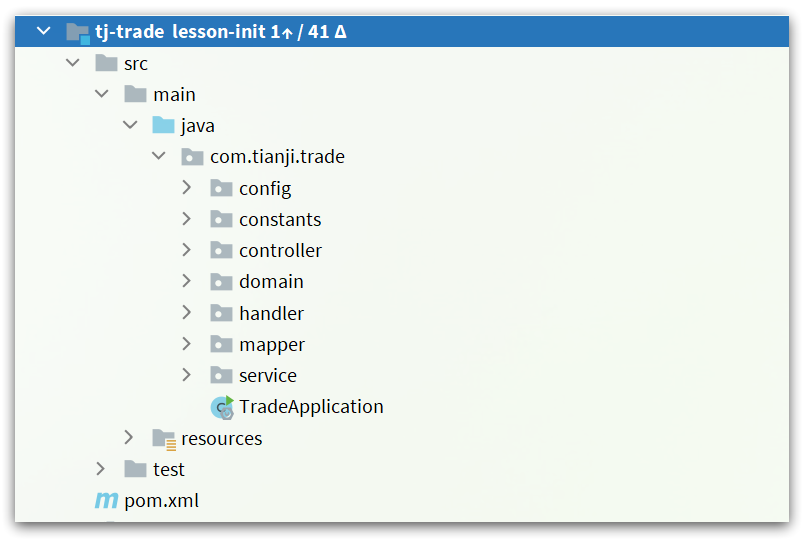 tj-trade lesson-init 1↑ / 41 Δ
src
main
java
com.tianji.trade
config
constants
controller
domain
handler
mapper
service
TradeApplication
resources
test
pom.xml